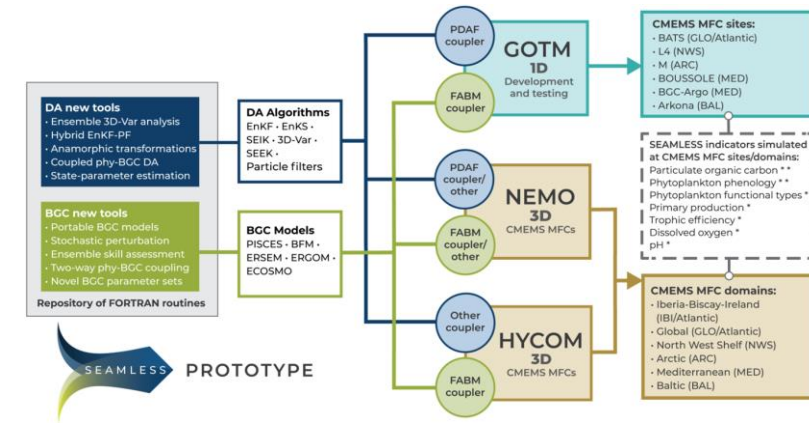 DA new tools
• Ensemble 3D-Var analysis
• Hybrid EnKF-PF
• Anamorphic transformations
• Coupled phy-BGC DA
• State-parameter estimation
BGC new tools
• Portable BGC models
• Stochastic perturbation
• Ensemble skill assessment
• Two-way phy-BGC coupling
• Novel BGC parameter sets
Repository of FORTRAN routines
SEAMLESS
PROTOTYPE
DA Algorithms
EnKF • EnKS •
SEIK • 3D-Var •
SEEK •
Particle filters
BGC Models
PISCES • BFM •
ERSEM • ERGOM •
ECOSMO
PDAF
coupler
FABM
coupler
GOTM
1D
Development
and testing
PDAF
coupler/
other
FABM
coupler/
other
NEMO
3D
CMEMS MFCs
Other
coupler
FABM
coupler
HYCOM
3D
CMEMS MFCs
CMEMS MFC sites:
• BATS (GLO/Atlantic)
• L4 (NWS)
• M (ARC)
• BOUSSOLE (MED)
• BGC-Argo (MED)
• Arkona (BAL)
SEAMLESS indicators simulated
at CMEMS MFC sites/domains:
Particulate organic carbon * *
Phytoplankton phenology * *
Phytoplankton functional types *
Primary production *
Trophic efficiency *
Dissolved oxygen *
pH *
CMEMS MFC domains:
• Iberia-Biscay-Ireland
(IBI/Atlantic)
• Global (GLO/Atlantic)
• North West Shelf (NWS)
• Arctic (ARC)
• Mediterranean (MED)
• Baltic (BAL)